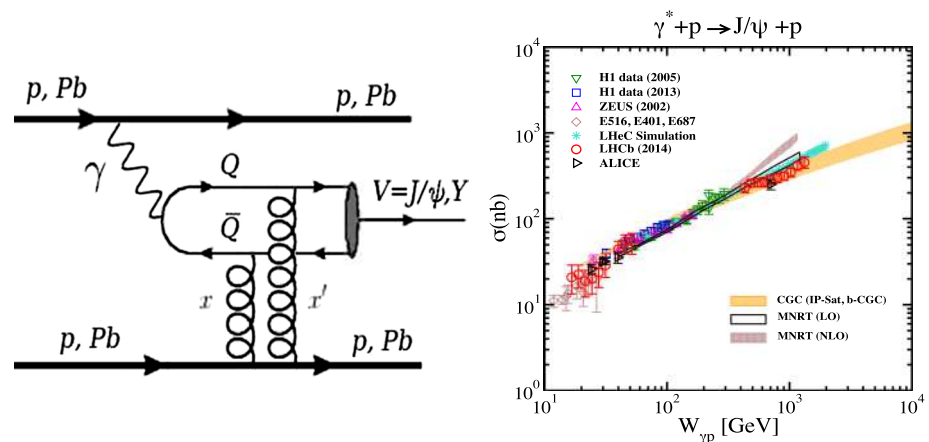 p, Pb
p, Pb
γ
Q
Q̅
V=J/ψ,Υ
x
x′
p, Pb
p, Pb
γ*+p→J/ψ +p
σ(nb)
10⁴
10³
10²
10¹
10⁰
H1 data (2005)
H1 data (2013)
ZEUS (2002)
E516, E401, E687
LHeC Simulation
LHCb (2014)
ALICE
CGC (IP-Sat, b-CGC)
MNRT (LO)
MNRT (NLO)
10¹
10²
10³
10⁴
Wγp [GeV]